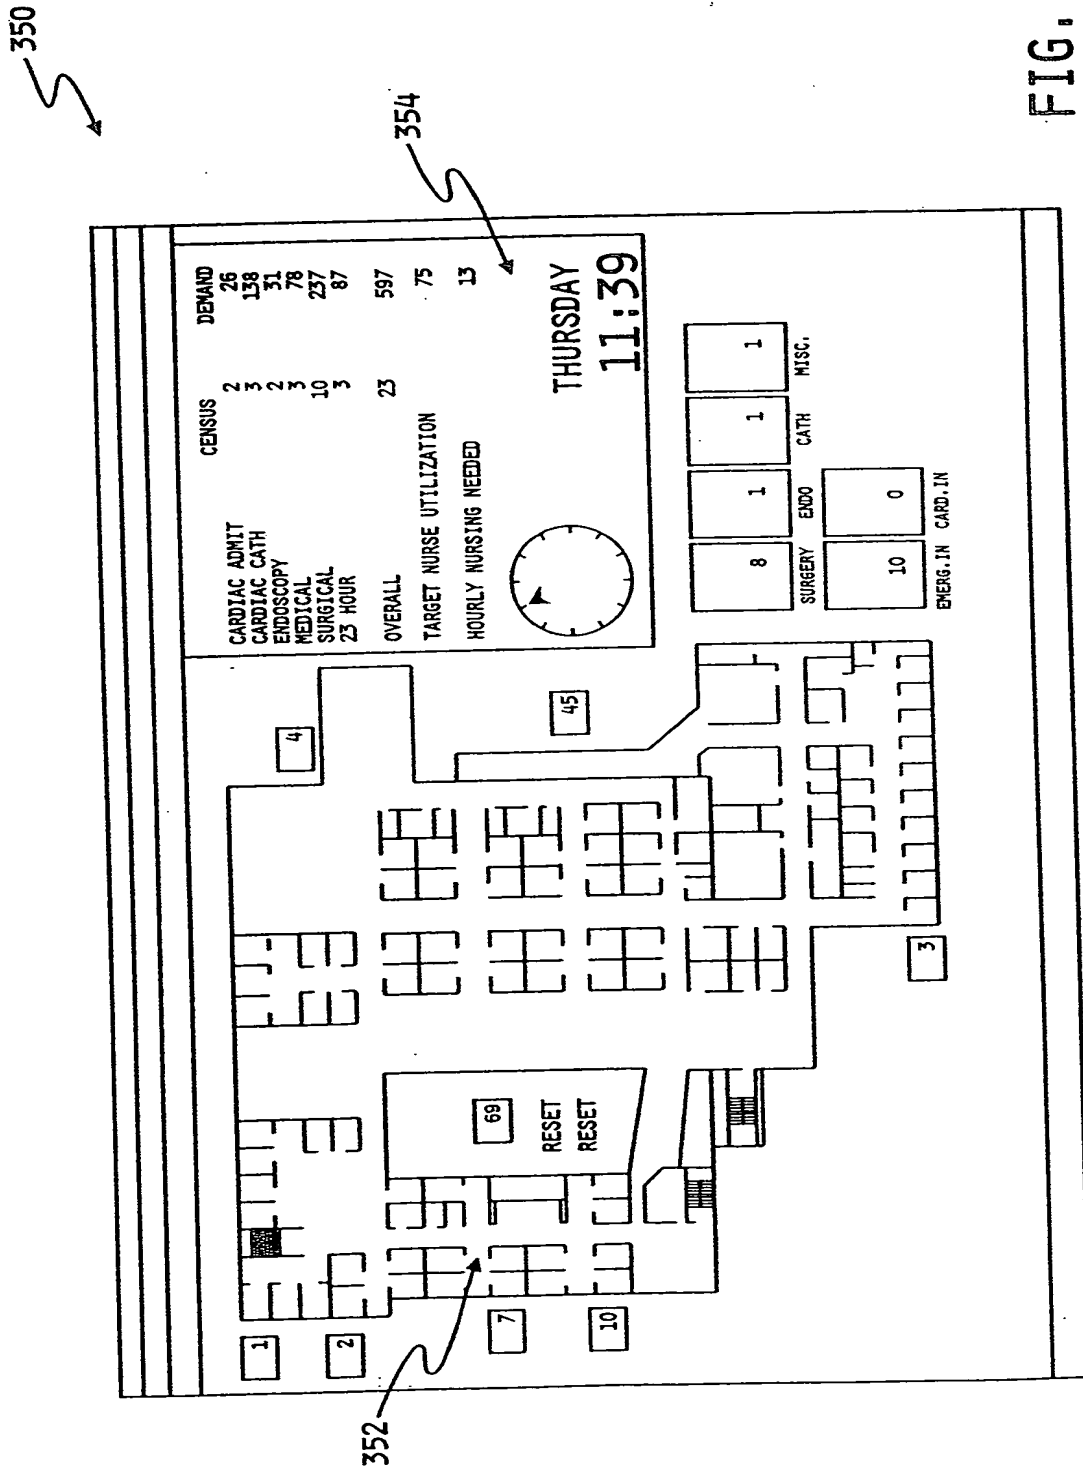 350
354
CENSUS DEMAND
CARDIAC ADMIT 2 26
CARDIAC CATH 3 138
ENDOSCOPY 2 31
MEDICAL 3 78
SURGICAL 10 237
23 HOUR 3 87
OVERALL 23 597
TARGET NURSE UTILIZATION 75
HOURLY NURSING NEEDED 13
THURSDAY
11:39
4
45
1
2
7
10
69
RESET
RESET
3
8 1 1 1
SURGERY ENDO CATH MISC.
10 0
EMERG.IN CARD.IN
352
FIG.